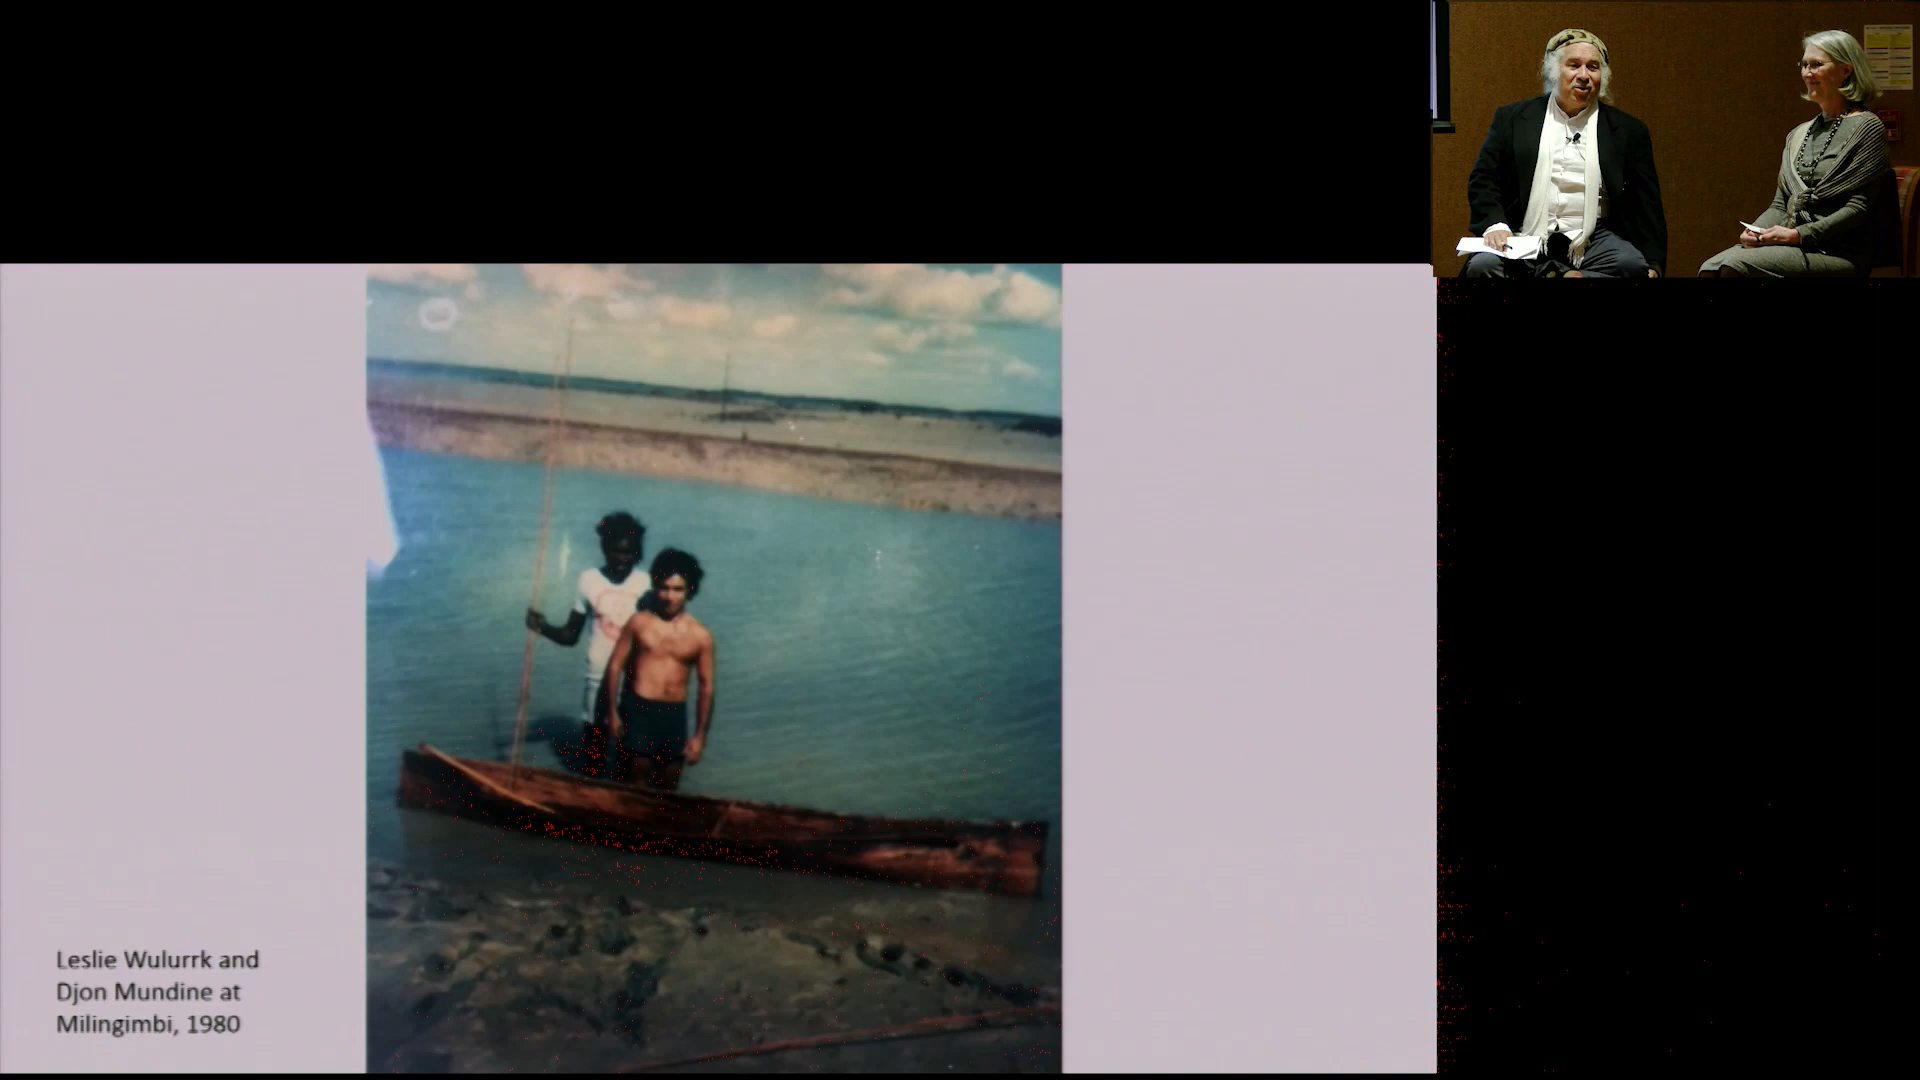 Leslie Wulurrk and
Djon Mundine at
Milingimbi, 1980